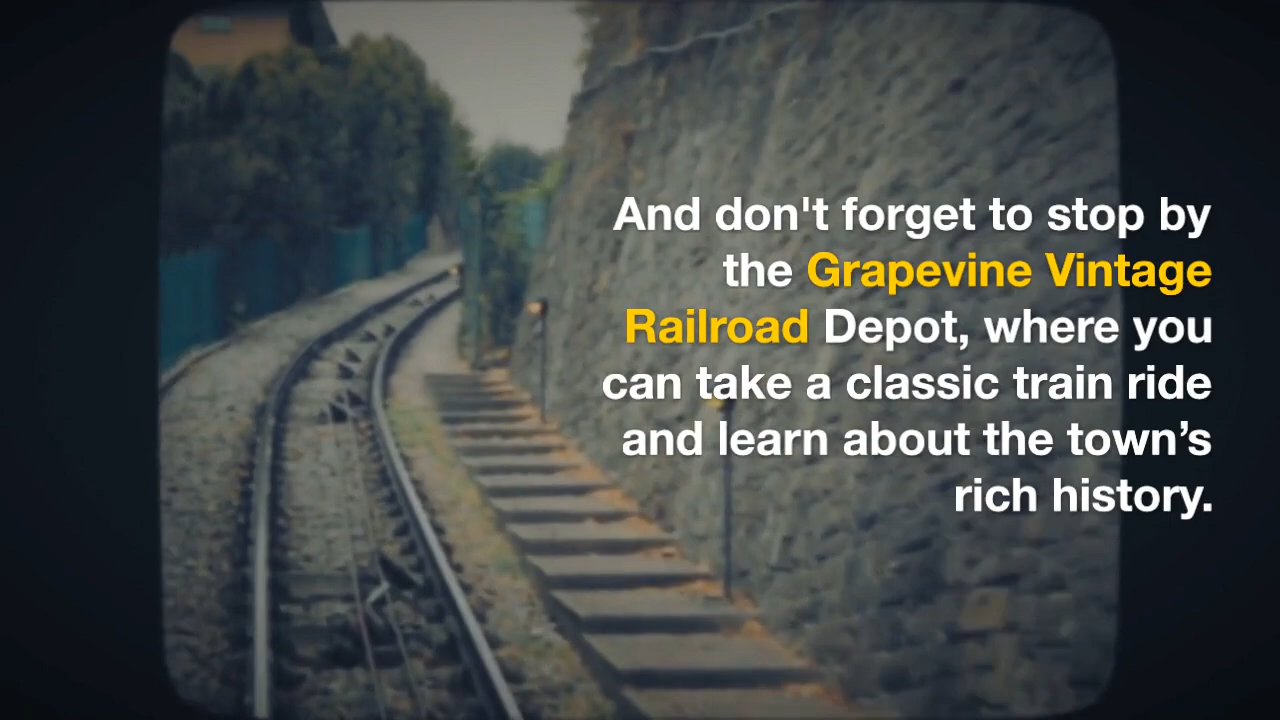 And don't forget to stop by
the Grapevine Vintage
Railroad Depot, where you
can take a classic train ride
and learn about the town’s
rich history.